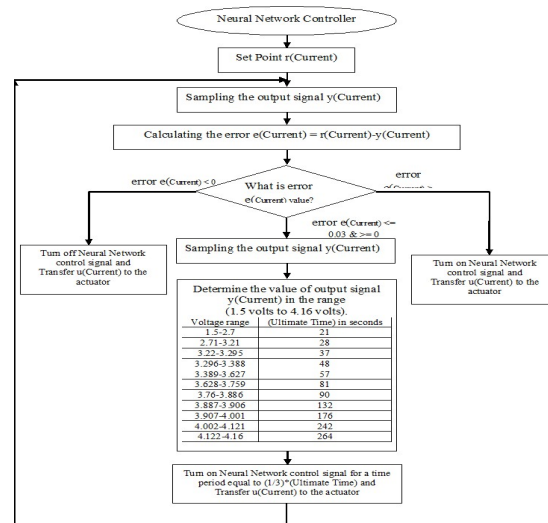 Neural Network Controller
Set Point r(Current)
Sampling the output signal y(Current)
Calculating the error e(Current) = r(Current)-y(Current)
error e(Current) < 0
What is error
e(Current) value?
error
error e(Current) <=
0.03 & >= 0
Turn off Neural Network
control signal and
Transfer u(Current) to the
actuator
Sampling the output signal y(Current)
Turn on Neural Network
control signal and
Transfer u(Current) to the
actuator
Determine the value of output signal
y(Current) in the range
(1.5 volts to 4.16 volts).
Voltage range (Ultimate Time) in seconds
1.5-2.7 21
2.71-3.21 28
3.22-3.295 37
3.296-3.388 48
3.389-3.627 57
3.628-3.759 81
3.76-3.886 90
3.887-3.906 132
3.907-4.001 176
4.002-4.121 242
4.122-4.16 264
Turn on Neural Network control signal for a time
period equal to (1/3)*(Ultimate Time) and
Transfer u(Current) to the actuator